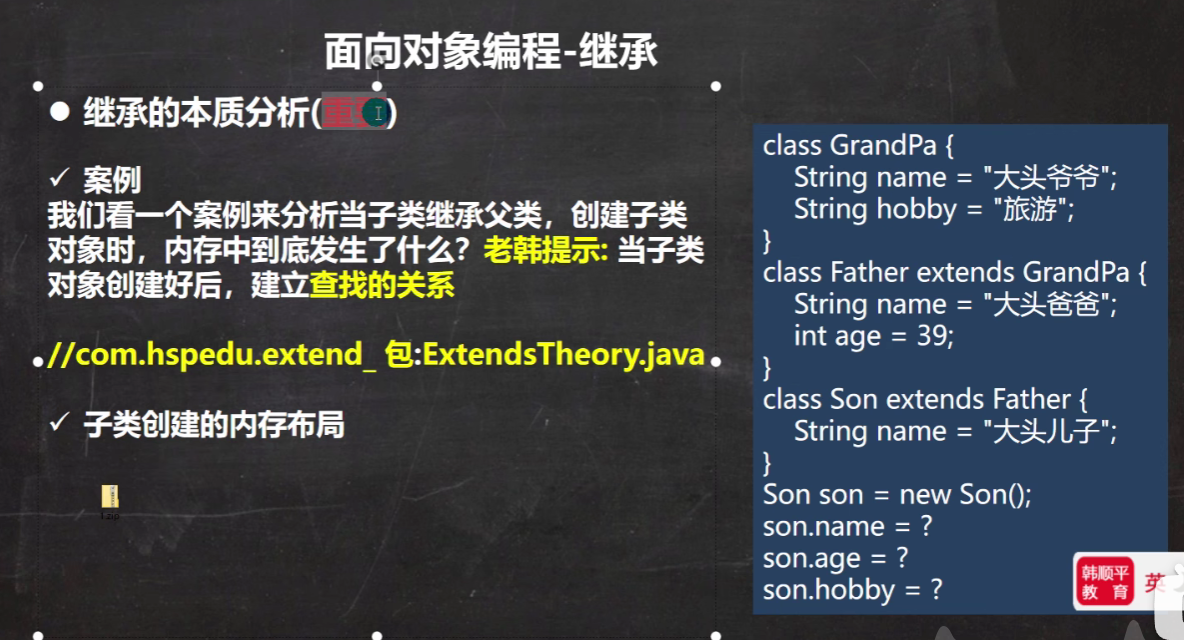 面向对象编程-继承
● 继承的本质分析(重)
✓ 案例
我们看一个案例来分析当子类继承父类，创建子类
对象时，内存中到底发生了什么？老韩提示: 当子类
对象创建好后，建立查找的关系
//com.hspedu.extend_ 包:ExtendsTheory.java
✓ 子类创建的内存布局
class GrandPa {
    String name = "大头爷爷";
    String hobby = "旅游";
}
class Father extends GrandPa {
    String name = "大头爸爸";
    int age = 39;
}
class Son extends Father {
    String name = "大头儿子";
}
Son son = new Son();
son.name = ?
son.age = ?
son.hobby = ?
韩顺平
教 育
英